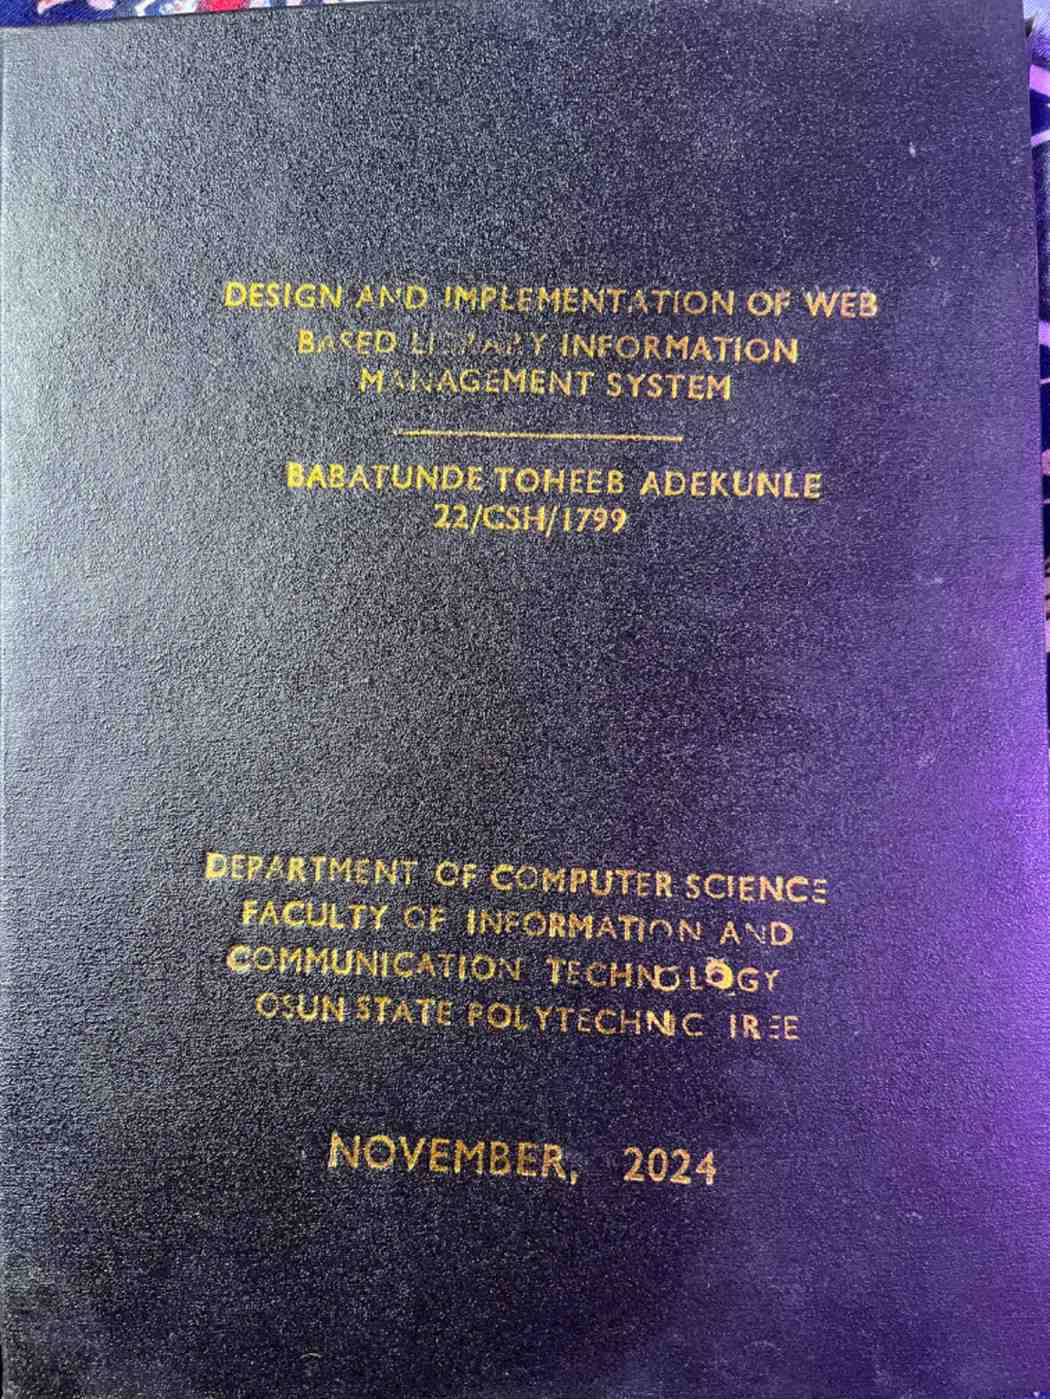 DESIGN AND IMPLEMENTATION OF WEB
BASED LIBRARY INFORMATION
MANAGEMENT SYSTEM
BABATUNDE TOHEEB ADEKUNLE
22/CSH/1799
DEPARTMENT OF COMPUTER SCIENCE
FACULTY OF INFORMATION AND
COMMUNICATION TECHNOLOGY
OSUN STATE POLYTECHNIC IREE
NOVEMBER, 2024